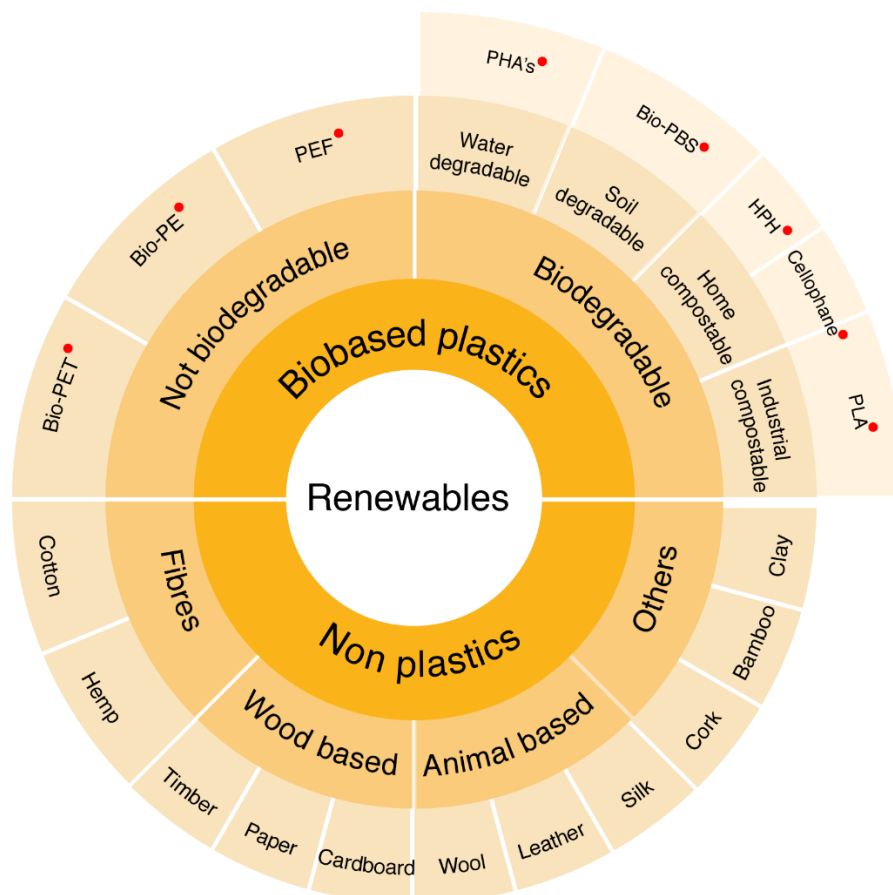 PHA's
Bio-PBS
HPH
Cellophane
PLA
PEF
Bio-PE
Bio-PET
Water
degradable
Soil
degradable
Home
compostable
Industrial
compostable
Not biodegradable
Biodegradable
Biobased plastics
Renewables
Non plastics
Fibres
Wood based
Animal based
Others
Cotton
Hemp
Timber
Paper
Cardboard
Wool
Leather
Silk
Cork
Bamboo
Clay